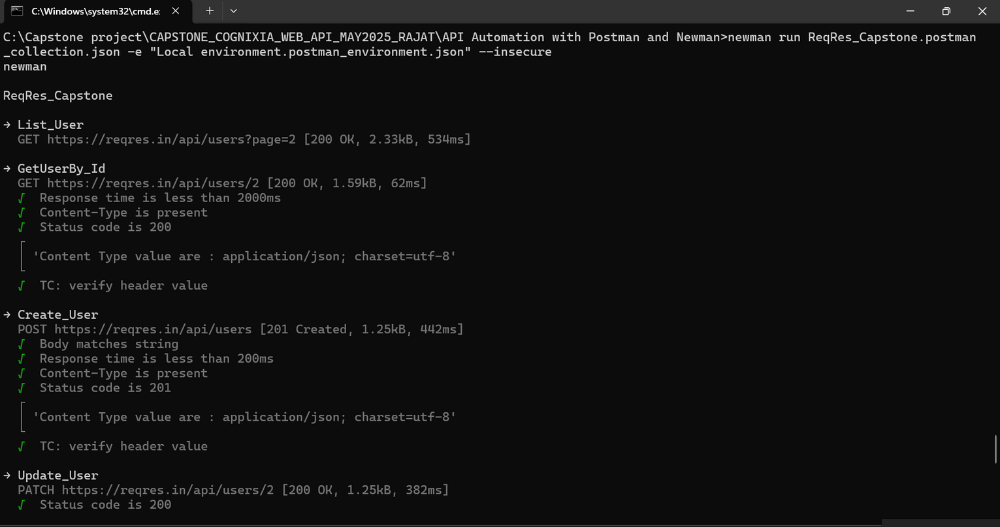 C:\Windows\system32\cmd.e:
C:\Capstone project\CAPSTONE_COGNIXIA_WEB_API_MAY2025_RAJAT\API Automation with Postman and Newman>newman run ReqRes_Capstone.postman
_collection.json -e "Local environment.postman_environment.json" --insecure
newman
ReqRes_Capstone
→ List_User
GET https://reqres.in/api/users?page=2 [200 OK, 2.33kB, 534ms]
→ GetUserBy_Id
GET https://reqres.in/api/users/2 [200 OK, 1.59kB, 62ms]
√ Response time is less than 2000ms
√ Content-Type is present
√ Status code is 200
'Content Type value are : application/json; charset=utf-8'
√ TC: verify header value
→ Create_User
POST https://reqres.in/api/users [201 Created, 1.25kB, 442ms]
√ Body matches string
√ Response time is less than 200ms
√ Content-Type is present
√ Status code is 201
'Content Type value are : application/json; charset=utf-8'
√ TC: verify header value
→ Update_User
PATCH https://reqres.in/api/users/2 [200 OK, 1.25kB, 382ms]
√ Status code is 200